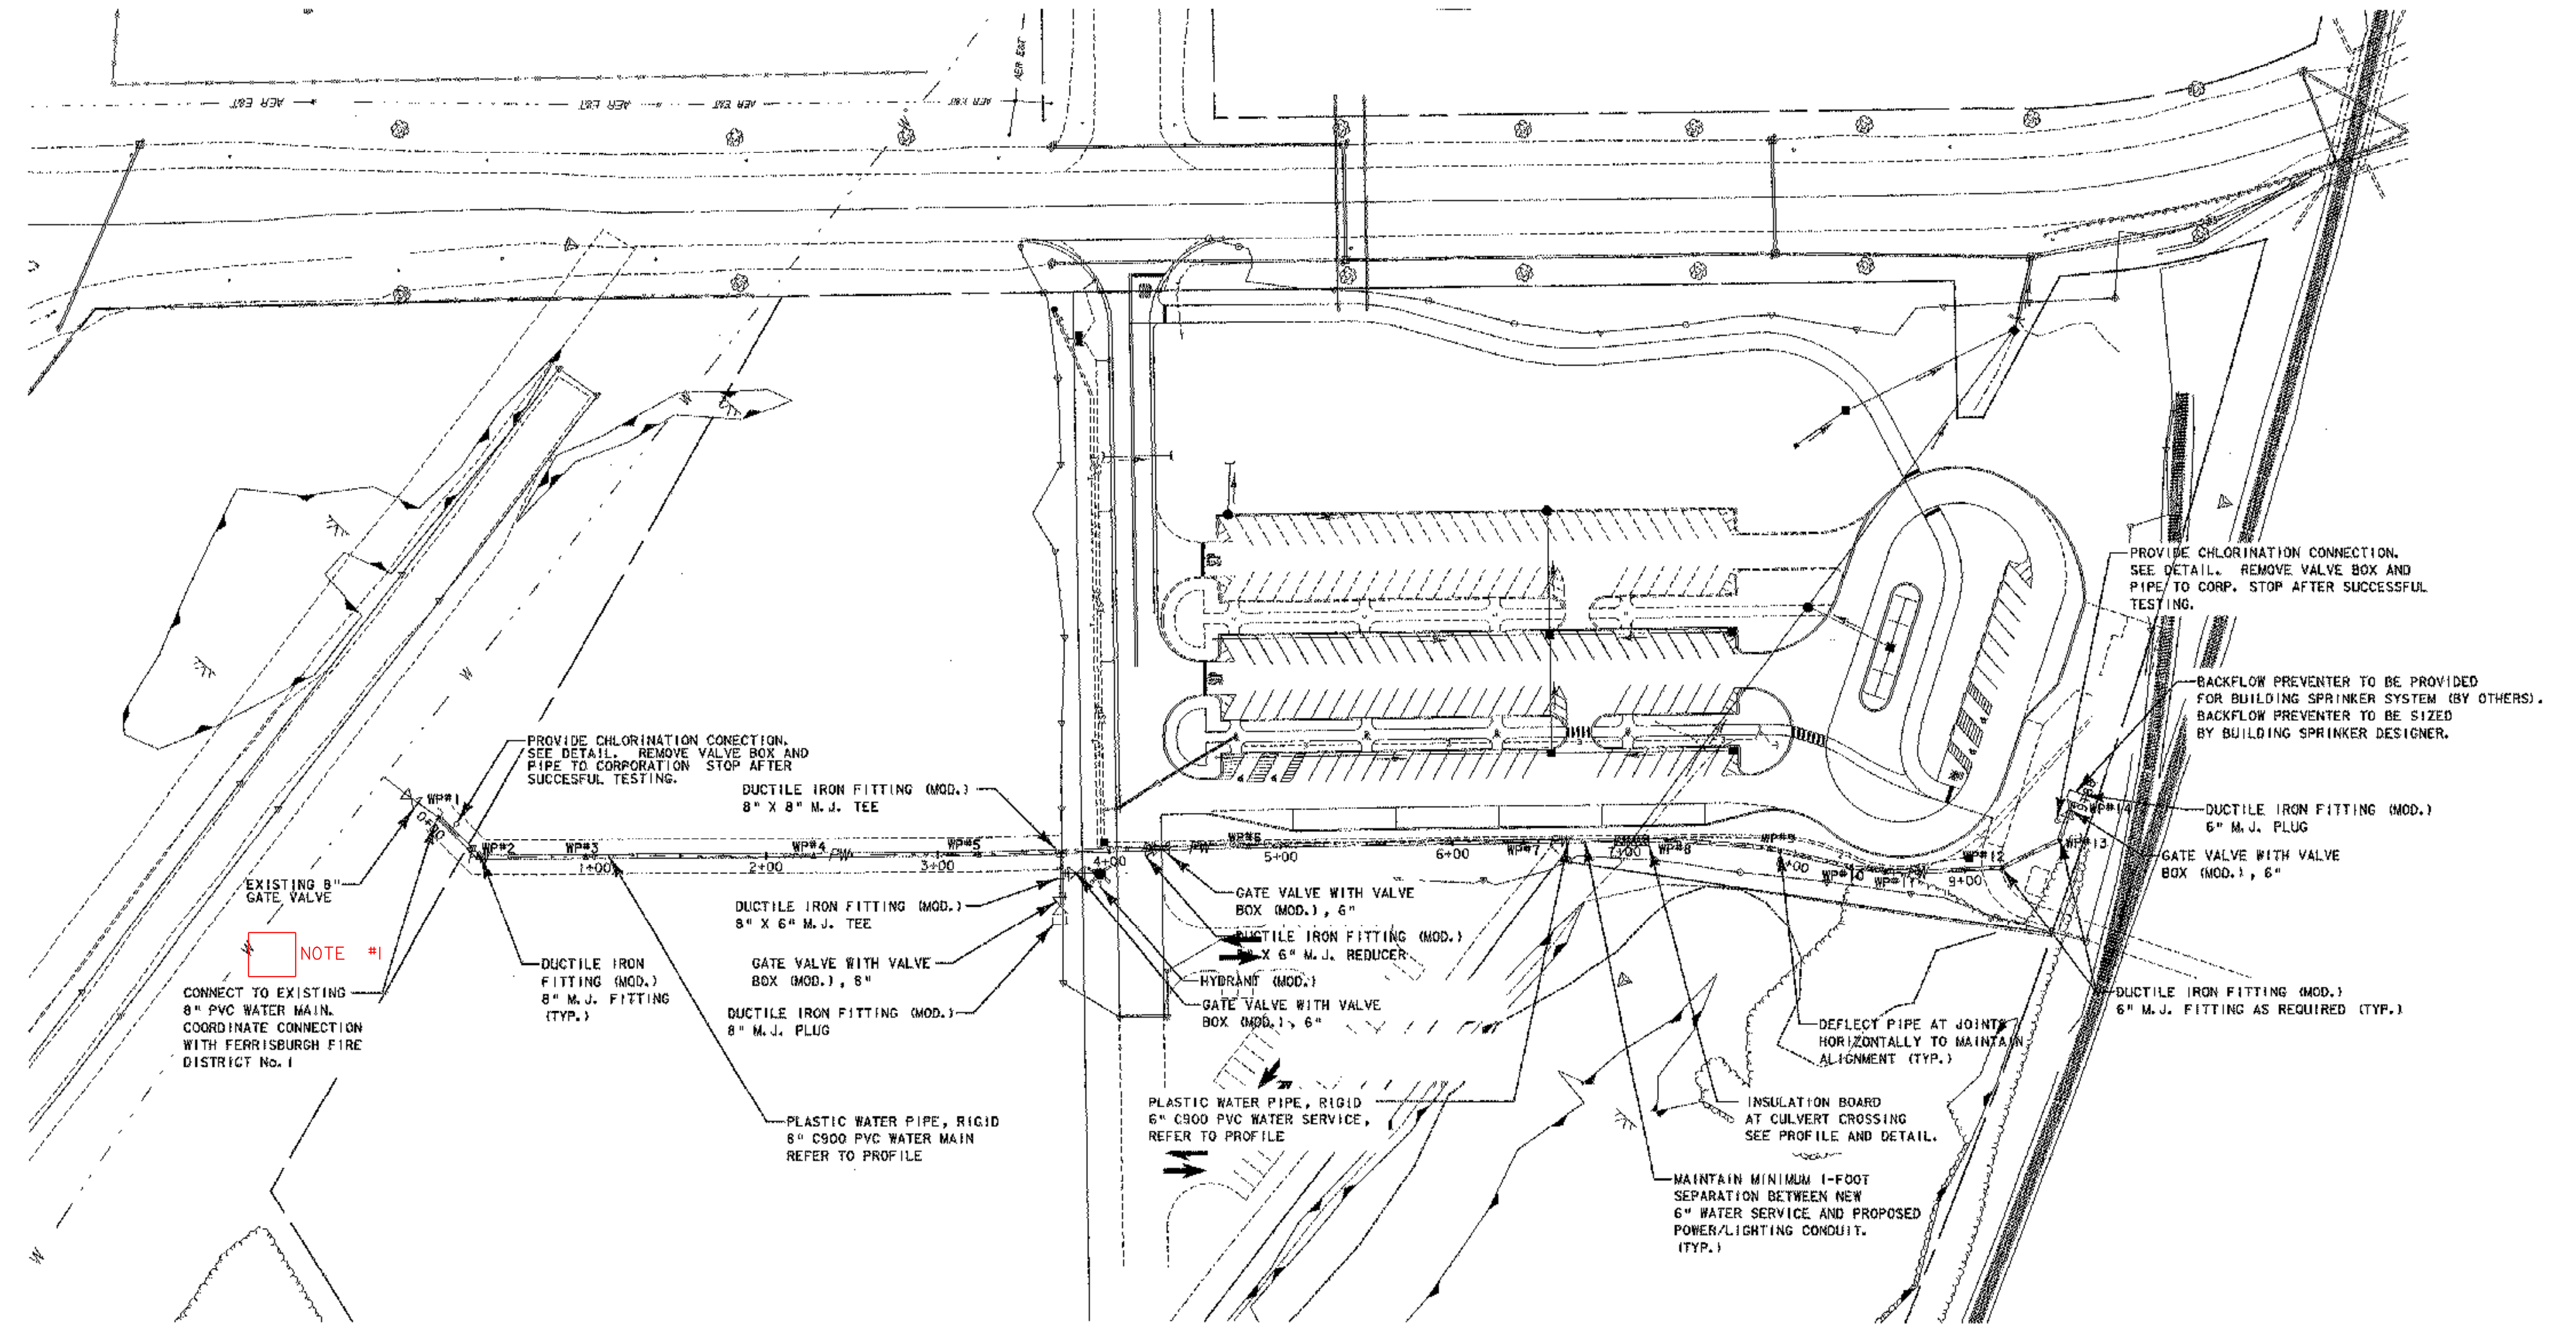 AER E&T
AER E&T
AER E&T
AER E&T
AER E&T
AER E&T
W
W
W
W
W
W
PROVIDE CHLORINATION CONNECTION.
SEE DETAIL. REMOVE VALVE BOX AND
PIPE TO CORP. STOP AFTER SUCCESSFUL
TESTING.
BACKFLOW PREVENTER TO BE PROVIDED
FOR BUILDING SPRINKER SYSTEM (BY OTHERS).
BACKFLOW PREVENTER TO BE SIZED
BY BUILDING SPRINKER DESIGNER.
PROVIDE CHLORINATION CONECTION.
SEE DETAIL. REMOVE VALVE BOX AND
PIPE TO CORPORATION STOP AFTER
SUCCESFUL TESTING.
DUCTILE IRON FITTING (MOD.)
8" X 8" M.J. TEE
WP#1
0+00
WP#2
WP#3
WP#4
WP#5
WP#6
WP#7
WP#8
WP#9
WP#10
WP#11
WP#12
WP#13
WP#14
1+00
2+00
3+00
4+00
5+00
6+00
7+00
9+00
PW
DUCTILE IRON FITTING (MOD.)
6" M.J. PLUG
GATE VALVE WITH VALVE
BOX (MOD.), 6"
EXISTING 8"
GATE VALVE
NOTE #1
CONNECT TO EXISTING
8" PVC WATER MAIN.
COORDINATE CONNECTION
WITH FERRISBURGH FIRE
DISTRICT No. 1
DUCTILE IRON
FITTING (MOD.)
8" M.J. FITTING
(TYP.)
DUCTILE IRON FITTING (MOD.)
8" X 6" M.J. TEE
GATE VALVE WITH VALVE
BOX (MOD.), 8"
DUCTILE IRON FITTING (MOD.)
8" M.J. PLUG
GATE VALVE WITH VALVE
BOX (MOD.), 6"
DUCTILE IRON FITTING (MOD.)
X 6" M.J. REDUCER
HYDRANT (MOD.)
GATE VALVE WITH VALVE
BOX (MOD.), 6"
DUCTILE IRON FITTING (MOD.)
6" M.J. FITTING AS REQUIRED (TYP.)
DEFLECT PIPE AT JOINTS
HORIZONTALLY TO MAINTAIN
ALIGNMENT (TYP.)
PLASTIC WATER PIPE, RIGID
8" C900 PVC WATER MAIN
REFER TO PROFILE
PLASTIC WATER PIPE, RIGID
6" C900 PVC WATER SERVICE,
REFER TO PROFILE
INSULATION BOARD
AT CULVERT CROSSING
SEE PROFILE AND DETAIL.
MAINTAIN MINIMUM 1-FOOT
SEPARATION BETWEEN NEW
6" WATER SERVICE AND PROPOSED
POWER/LIGHTING CONDUIT.
(TYP.)